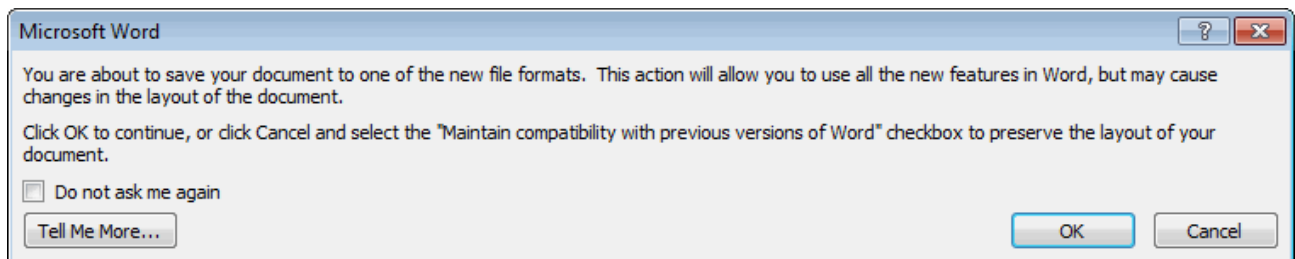 Microsoft Word
You are about to save your document to one of the new file formats.  This action will allow you to use all the new features in Word, but may cause
changes in the layout of the document.
Click OK to continue, or click Cancel and select the "Maintain compatibility with previous versions of Word" checkbox to preserve the layout of your
document.
Do not ask me again
Tell Me More... OK Cancel